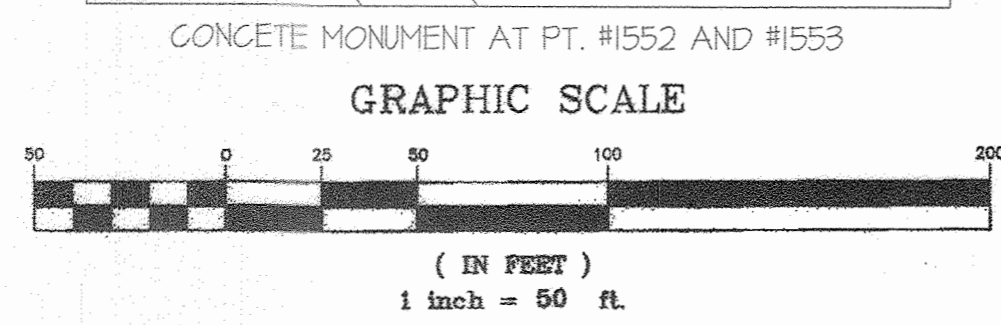 CONCETE MONUMENT AT PT. #1552 AND #1553
GRAPHIC SCALE
50 0 25 50 100 200
( IN FEET )
1 inch = 50 ft.